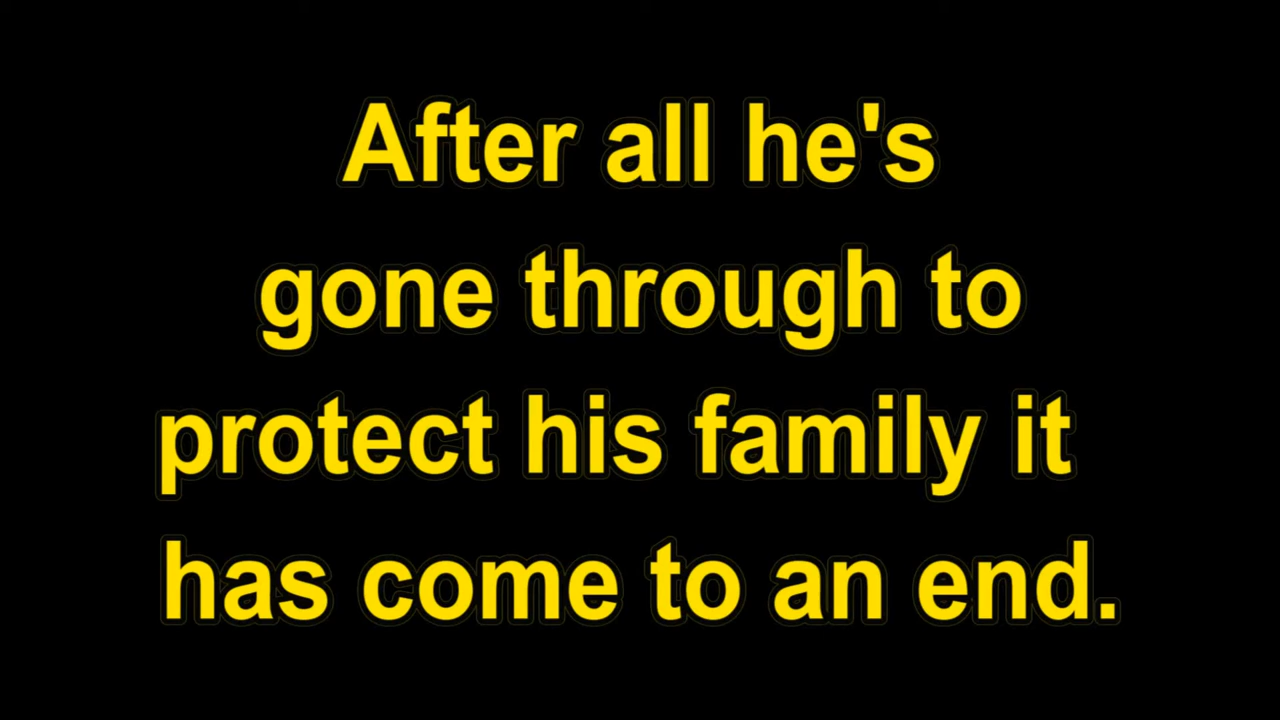 After all he's
gone through to
protect his family it
has come to an end.